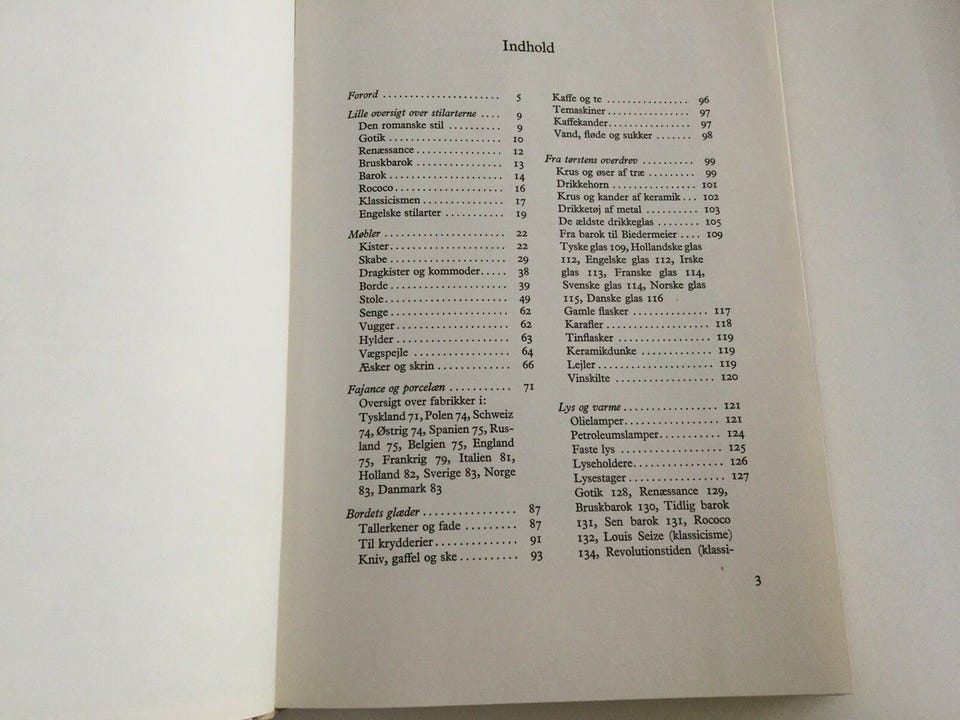 Indhold
Forord ...................... 5
Lille oversigt over stilarterne .... 9
Den romanske stil .......... 9
Gotik ..................... 10
Renæssance ................ 12
Bruskbarok ................ 13
Barok ..................... 14
Rococo .................... 16
Klassicismen .............. 17
Engelske stilarter ........... 19
Møbler ...................... 22
Kister ..................... 22
Skabe ..................... 29
Dragkister og kommoder ..... 38
Borde ..................... 39
Stole ...................... 49
Senge ..................... 62
Vugger .................... 62
Hylder .................... 63
Vægspejle ................. 64
Æsker og skrin ............. 66
Fajance og porcelæn ........... 71
Oversigt over fabrikker i:
Tyskland 71, Polen 74, Schweiz
74, Østrig 74, Spanien 75, Rus-
land 75, Belgien 75, England
75, Frankrig 79, Italien 81,
Holland 82, Sverige 83, Norge
83, Danmark 83
Bordets glæder ................ 87
Tallerkener og fade ......... 87
Til krydderier .............. 91
Kniv, gaffel og ske .......... 93
Kaffe og te ................ 96
Temaskiner ................ 97
Kaffekander ................ 97
Vand, fløde og sukker ....... 98
Fra tørstens overdrev .......... 99
Krus og øser af træ ......... 99
Drikkehorn ................ 101
Krus og kander af keramik ... 102
Drikketøj af metal .......... 103
De ældste drikkeglas ........ 105
Fra barok til Biedermeier .... 109
Tyske glas 109, Hollandske glas
112, Engelske glas 112, Irske
glas 113, Franske glas 114,
Svenske glas 114, Norske glas
115, Danske glas 116
Gamle flasker .............. 117
Karafler ................... 118
Tinflasker ................. 119
Keramikdunke ............. 119
Lejler ..................... 119
Vinskilte .................. 120
Lys og varme ................ 121
Olielamper ................. 121
Petroleumslamper ........... 124
Faste lys .................. 125
Lyseholdere ................ 126
Lysestager ................. 127
Gotik 128, Renæssance 129,
Bruskbarok 130, Tidlig barok
131, Sen barok 131, Rococo
132, Louis Seize (klassicisme)
134, Revolutionstiden (klassi-
3